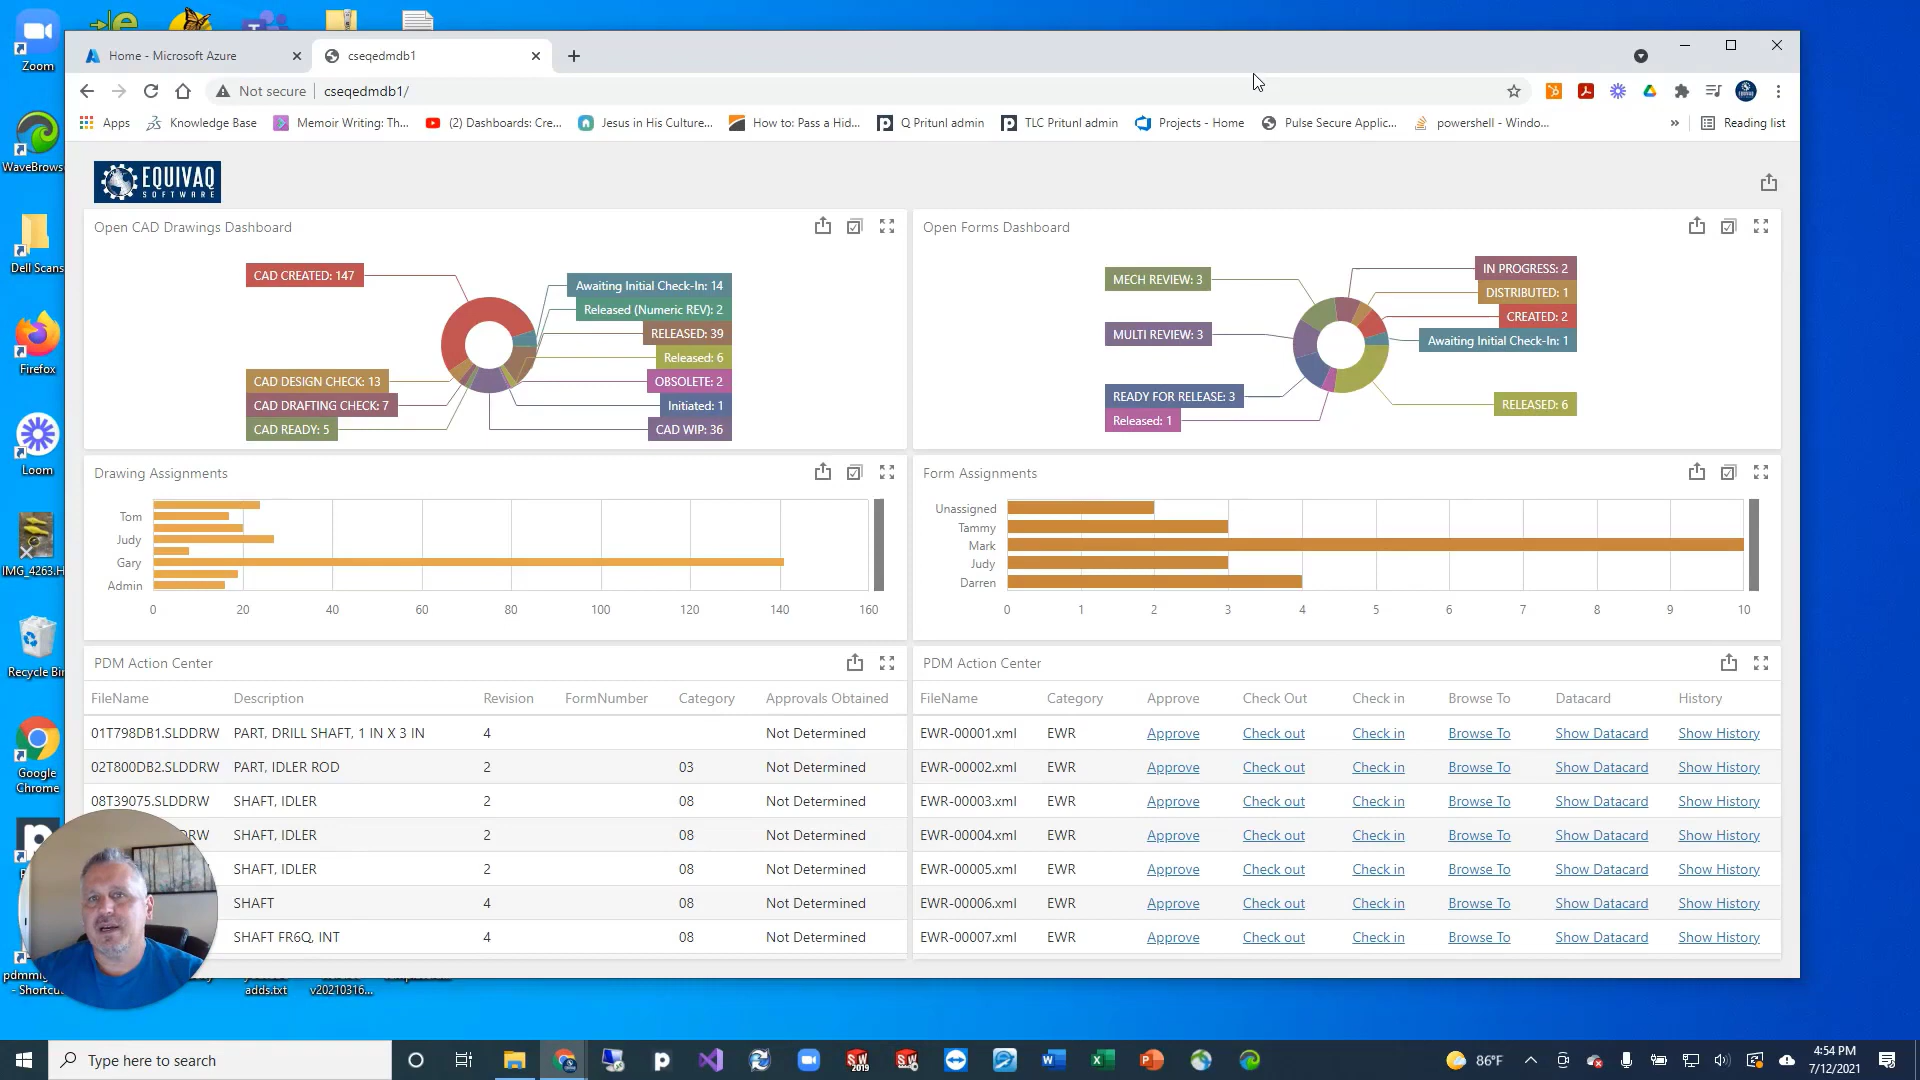 Zoom
WaveBrows
Dell Scans
Firefox
Loom
IMG_4263.H
Recycle Bin
Google
Chrome
Home - Microsoft Azure
cseqedmdb1
Not secure
cseqedmdb1/
Apps
Knowledge Base
Memoir Writing: Th...
(2) Dashboards: Cre...
Jesus in His Culture...
How to: Pass a Hid...
Q Pritunl admin
TLC Pritunl admin
Projects - Home
Pulse Secure Applic...
powershell - Windo...
»
Reading list
EQUIVAQ
SOFTWARE
Open CAD Drawings Dashboard
CAD CREATED: 147
Awaiting Initial Check-In: 14
Released (Numeric REV): 2
RELEASED: 39
Released: 6
CAD DESIGN CHECK: 13
OBSOLETE: 2
CAD DRAFTING CHECK: 7
Initiated: 1
CAD READY: 5
CAD WIP: 36
Open Forms Dashboard
MECH REVIEW: 3
IN PROGRESS: 2
DISTRIBUTED: 1
CREATED: 2
MULTI REVIEW: 3
Awaiting Initial Check-In: 1
READY FOR RELEASE: 3
RELEASED: 6
Released: 1
Drawing Assignments
Tom
Judy
Gary
Admin
0 20 40 60 80 100 120 140 160
Form Assignments
Unassigned
Tammy
Mark
Judy
Darren
0 1 2 3 4 5 6 7 8 9 10
PDM Action Center
FileName Description Revision FormNumber Category Approvals Obtained
01T798DB1.SLDDRW PART, DRILL SHAFT, 1 IN X 3 IN 4 Not Determined
02T800DB2.SLDDRW PART, IDLER ROD 2 03 Not Determined
08T39075.SLDDRW SHAFT, IDLER 2 08 Not Determined
DRW SHAFT, IDLER 2 08 Not Determined
SHAFT, IDLER 2 08 Not Determined
SHAFT 4 08 Not Determined
SHAFT FR6Q, INT 4 08 Not Determined
PDM Action Center
FileName Category Approve Check Out Check in Browse To Datacard History
EWR-00001.xml EWR Approve Check out Check in Browse To Show Datacard Show History
EWR-00002.xml EWR Approve Check out Check in Browse To Show Datacard Show History
EWR-00003.xml EWR Approve Check out Check in Browse To Show Datacard Show History
EWR-00004.xml EWR Approve Check out Check in Browse To Show Datacard Show History
EWR-00005.xml EWR Approve Check out Check in Browse To Show Datacard Show History
EWR-00006.xml EWR Approve Check out Check in Browse To Show Datacard Show History
EWR-00007.xml EWR Approve Check out Check in Browse To Show Datacard Show History
pdmmi
- Shortcu
adds.txt
v20210316...
Type here to search
SW
2019
SW
86°F
4:54 PM
7/12/2021